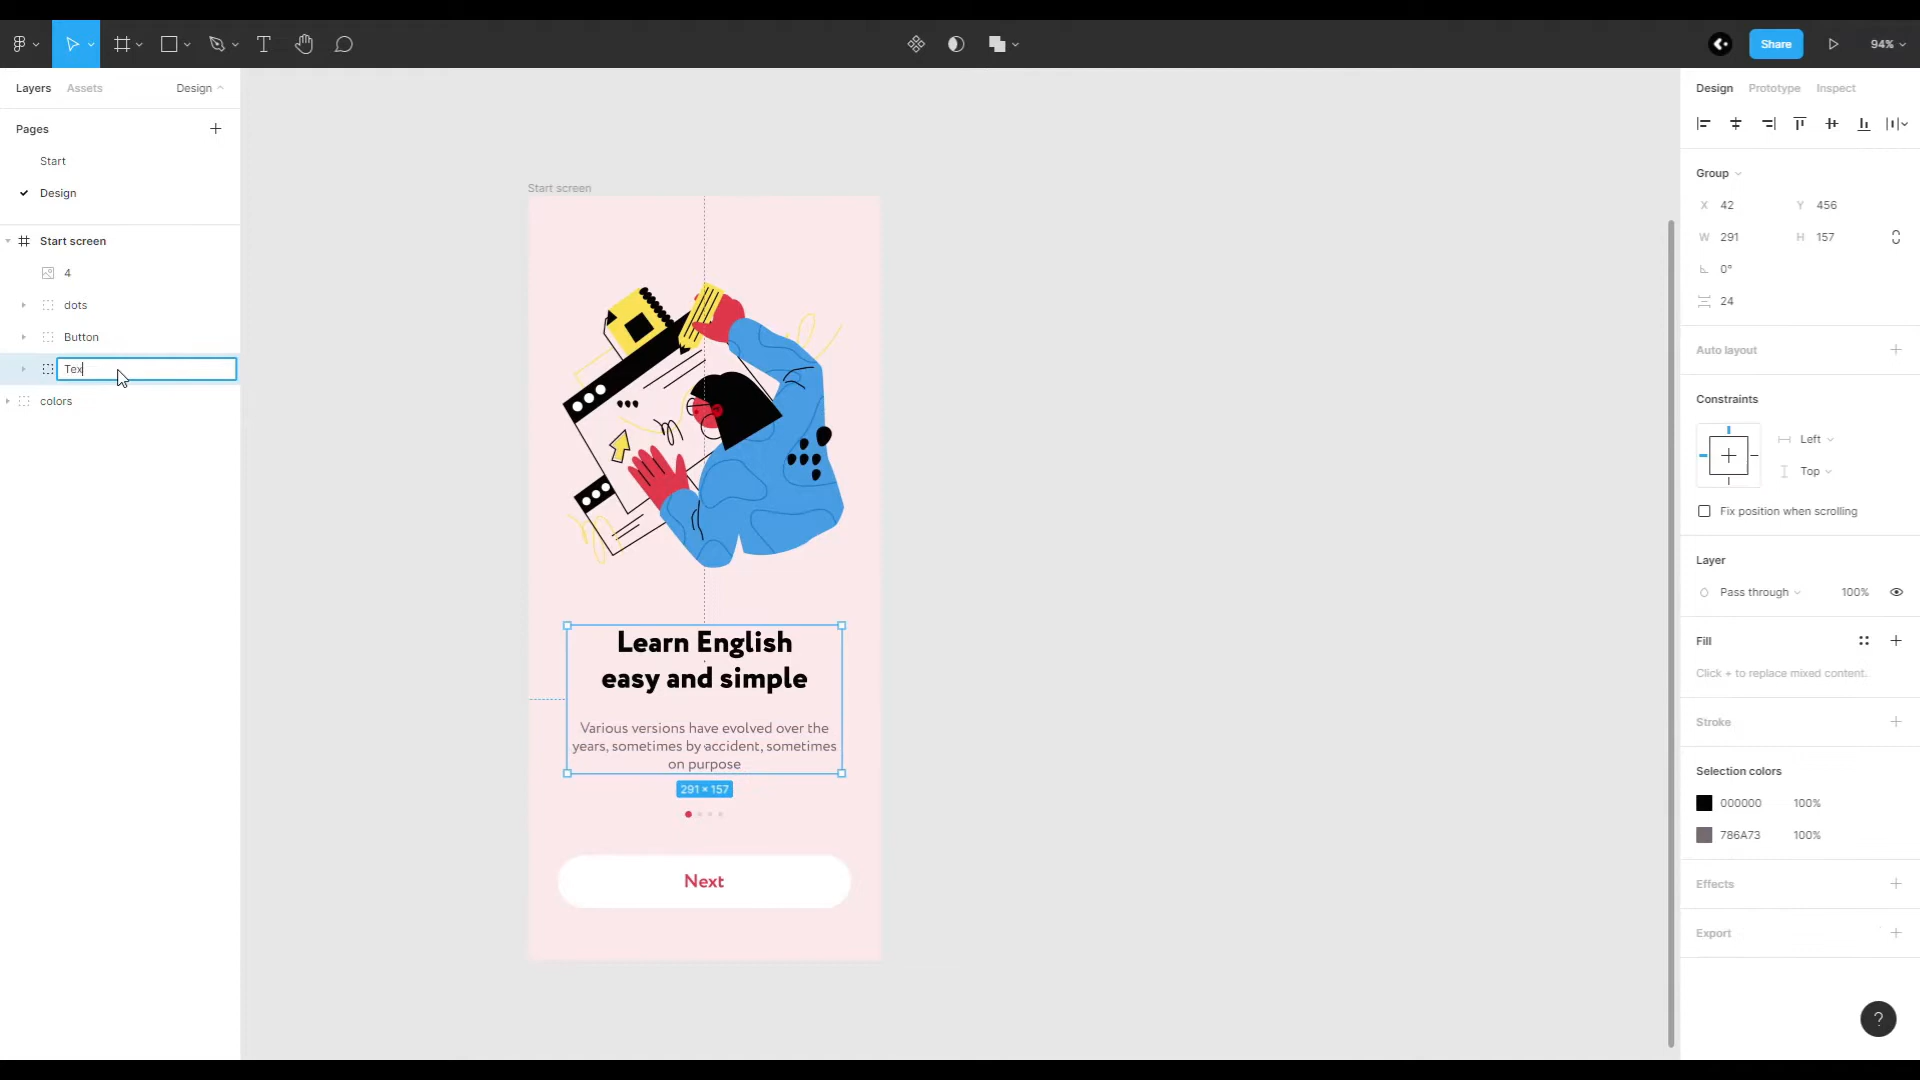 Share
94%
Layers
Assets
Design
Pages
Start
Design
Start screen
4
dots
Button
Tex
colors
Start screen
Learn English
easy and simple
Various versions have evolved over the
years, sometimes by accident, sometimes
on purpose
291 × 157
Next
Design
Prototype
Inspect
Group
X 42
Y 456
W 291
H 157
0°
24
Auto layout
Constraints
Left
Top
Fix position when scrolling
Layer
Pass through
100%
Fill
Click + to replace mixed content.
Stroke
Selection colors
000000
100%
786A73
100%
Effects
Export
?